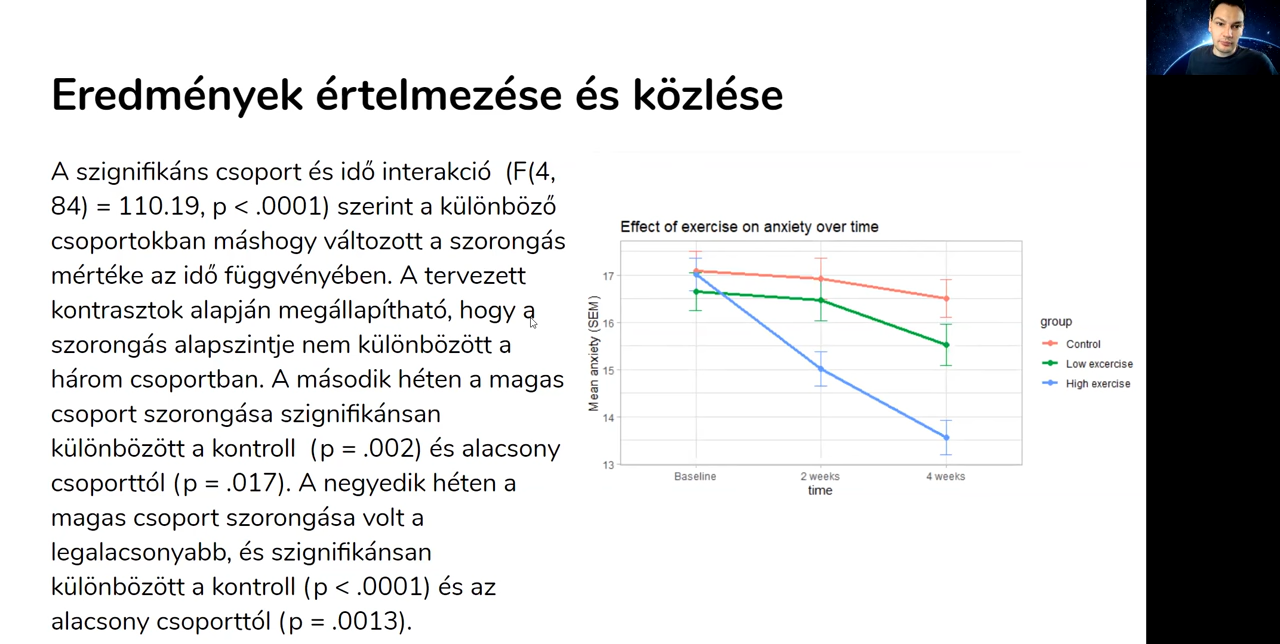 Eredmények értelmezése és közlése
A szignifikáns csoport és idő interakció (F(4,
84) = 110.19, p < .0001) szerint a különböző
csoportokban máshogy változott a szorongás
mértéke az idő függvényében. A tervezett
kontrasztok alapján megállapítható, hogy a
szorongás alapszintje nem különbözött a
három csoportban. A második héten a magas
csoport szorongása szignifikánsan
különbözött a kontroll (p = .002) és alacsony
csoporttól (p = .017). A negyedik héten a
magas csoport szorongása volt a
legalacsonyabb, és szignifikánsan
különbözött a kontroll (p < .0001) és az
alacsony csoporttól (p = .0013).
Effect of exercise on anxiety over time
Mean anxiety (SEM)
17
16
15
14
13
Baseline
2 weeks
4 weeks
time
group
Control
Low excercise
High exercise